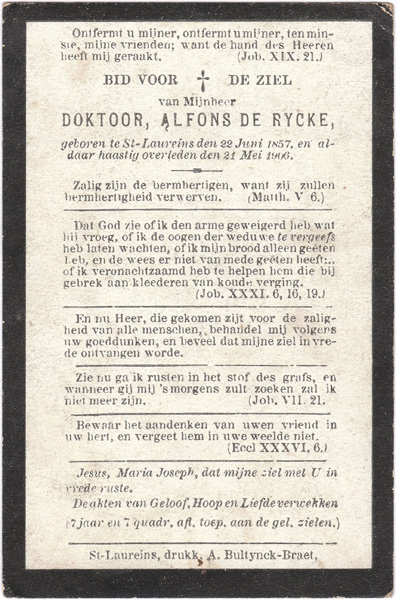 Ontfermt u mijner, ontfermt u mijner, ten min-
ste, mijne vrienden; want de hand des Heeren
heeft mij geraakt. (Job. XIX. 21.)
BID VOOR † DE ZIEL
van Mijnheer
DOKTOOR, ALFONS DE RYCKE,
geboren te St-Laureins den 22 Juni 1857, en al-
daar haastig overleden den 21 Mei 1906.
Zalig zijn de bermhertigen, want zij zullen
bermhertigheid verwerven. (Matth. V 6.)
Dat God zie of ik den arme geweigerd heb wat
hij vroeg, of ik de oogen der weduwe te vergeefs
heb laten wachten, of ik mijn brood alleen geëten
heb, en de wees er niet van mede geëten heeft:..
of ik veronachtzaamd heb te helpen hem die bij
gebrek aan kleederen van koude verging.
(Job. XXXI. 6, 16, 19.)
En nu Heer, die gekomen zijt voor de zalig-
heid van alle menschen, behandel mij volgens
uw goeddunken, en beveel dat mijne ziel in vre-
de ontvangen worde.
Zie nu ga ik rusten in het stof des grafs, en
wanneer gij mij 's morgens zult zoeken zal ik
niet meer zijn. (Job. VII. 21.
Bewaar het aandenken van uwen vriend in
uw hert, en vergeet hem in uwe weelde niet.
(Eccl XXXVI. 6.)
Jesus, Maria Joseph, dat mijne ziel met U in
vrede ruste.
De akten van Geloof, Hoop en Liefde verwekken
(7 jaar en 7 quadr. afl. toep. aan de gel. zielen.)
St-Laureins, drukk. A. Bultynck-Braet,